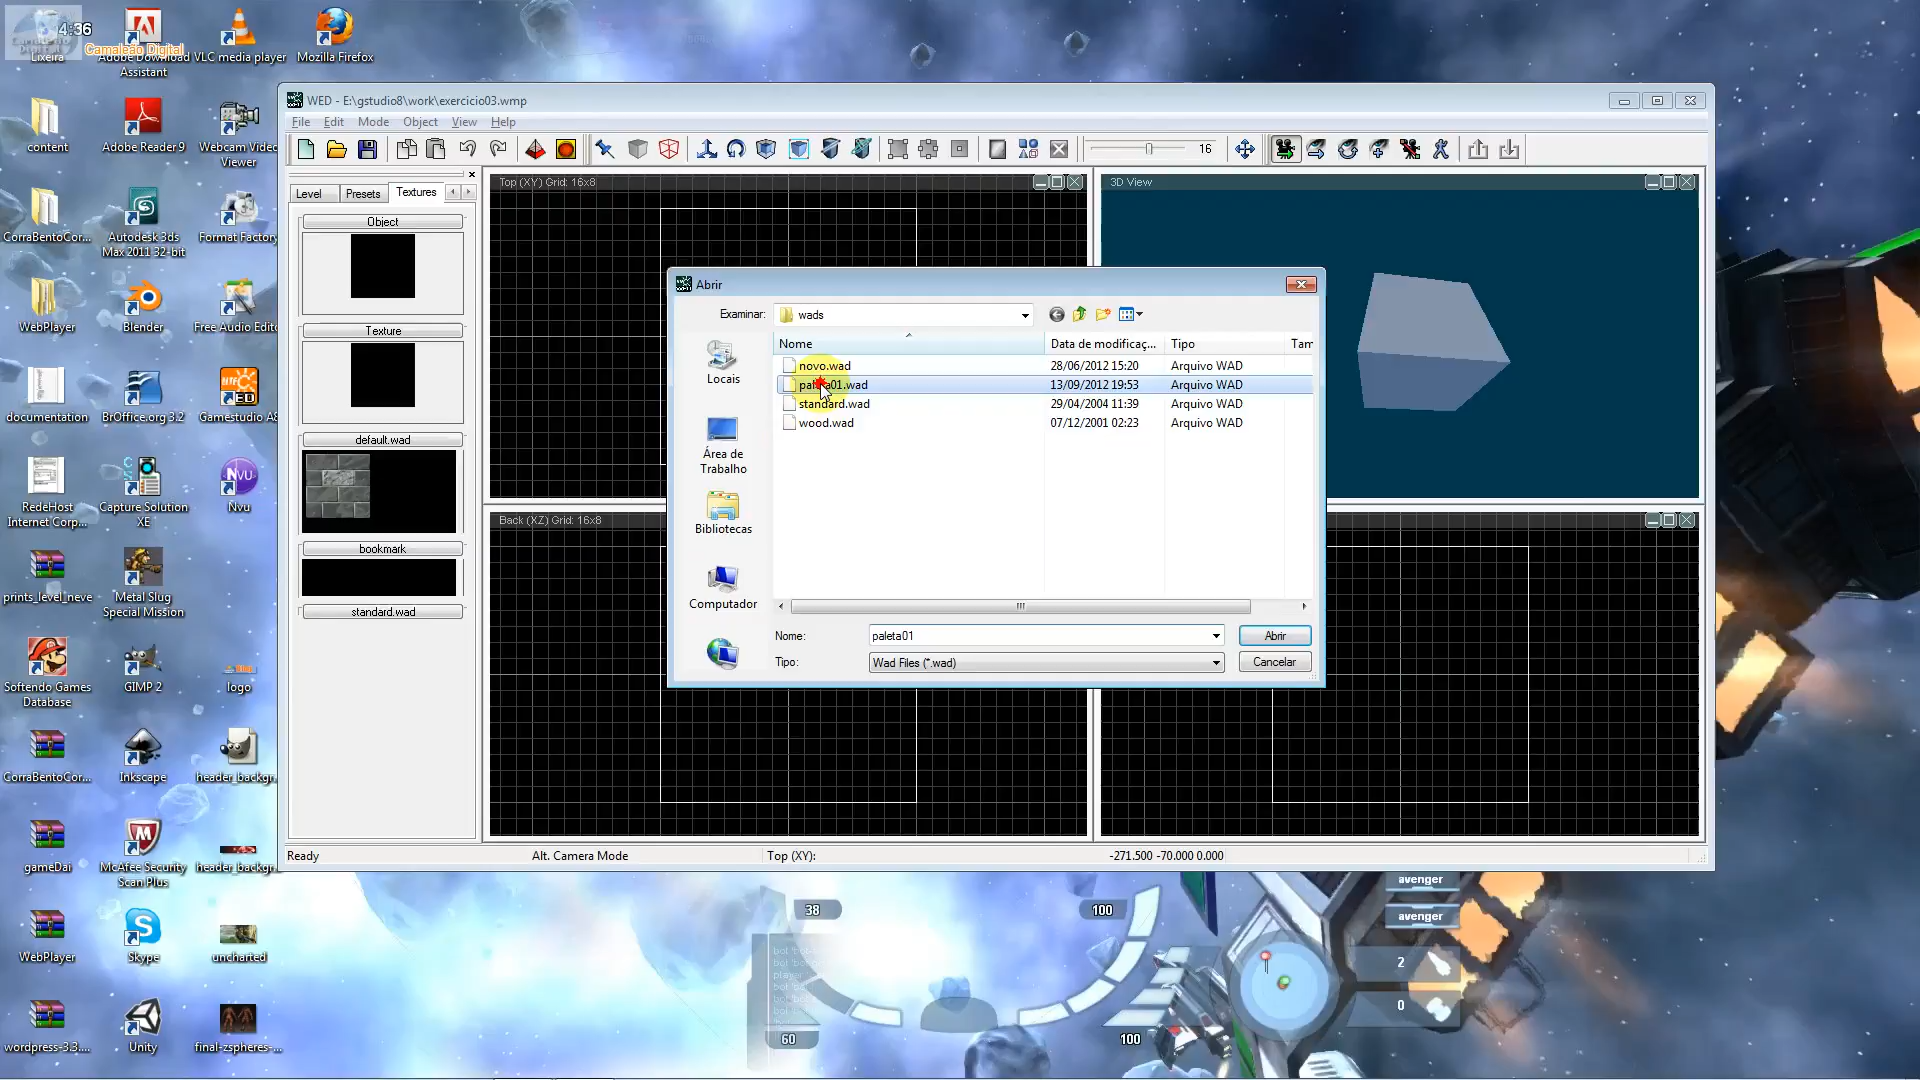 4:36
Camaleão Digital
Lixeira
Adobe Download Assistant
VLC media player
Mozilla Firefox
content
Adobe Reader 9
Webcam Video Viewer
CorraBentoCor...
Autodesk 3ds Max 2011 32-bit
Format Factory
WebPlayer
Blender
Free Audio Edito
documentation
BrOffice.org 3.2
Gamestudio A8
RedeHost Internet Corp...
Capture Solution XE
Nvu
prints_level_neve
Metal Slug Special Mission
Softendo Games Database
GIMP 2
logo
CorraBentoCor...
Inkscape
header_backgr
gameDai
McAfee Security Scan Plus
header_backgr
WebPlayer
Skype
uncharted
wordpress-3.3....
Unity
final-zspheres-...
WED - E:\gstudio8\work\exercicio03.wmp
File Edit Mode Object View Help
16
Level Presets Textures
Object
Texture
default.wad
bookmark
standard.wad
Top (XY) Grid: 16x8
3D View
Back (XZ) Grid: 16x8
Abrir
Examinar: wads
Nome Data de modificaç... Tipo Tam
novo.wad 28/06/2012 15:20 Arquivo WAD
paleta01.wad 13/09/2012 19:53 Arquivo WAD
standard.wad 29/04/2004 11:39 Arquivo WAD
wood.wad 07/12/2001 02:23 Arquivo WAD
Locais
Área de Trabalho
Bibliotecas
Computador
Nome: paleta01 Abrir
Tipo: Wad Files (*.wad) Cancelar
Ready Alt. Camera Mode Top (XY): -271.500 -70.000 0.000
avenger
avenger
38
100
2
0
60
100